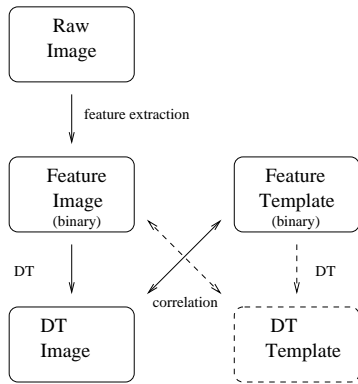 Raw
Image
feature extraction
Feature
Image
(binary)
Feature
Template
(binary)
DT
DT
correlation
DT
Image
DT
Template